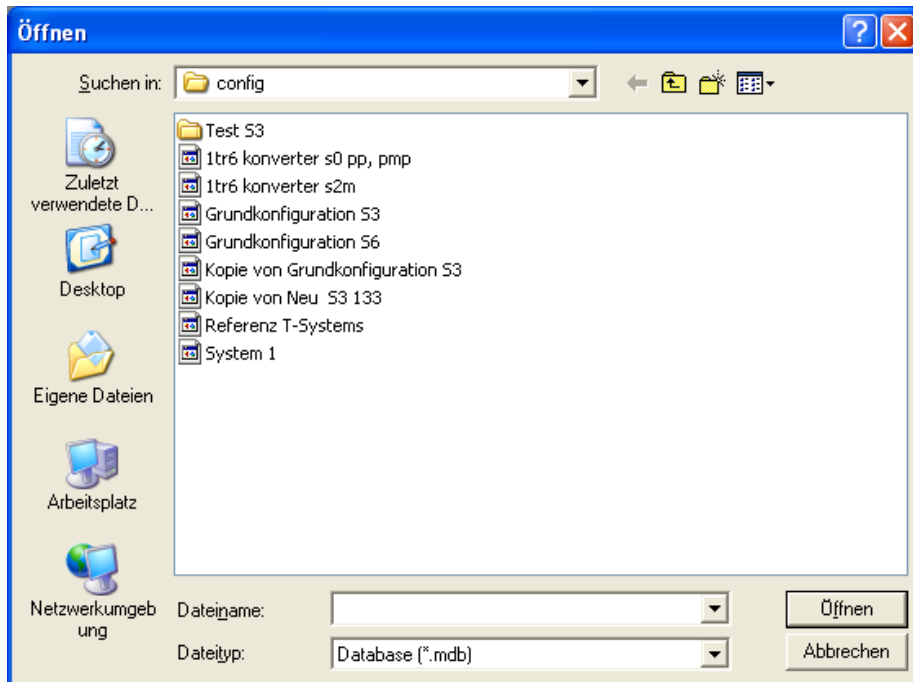 Öffnen
Suchen in:
config
Zuletzt
verwendete D...
Desktop
Eigene Dateien
Arbeitsplatz
Netzwerkumgeb
ung
Test S3
1tr6 konverter s0 pp, pmp
1tr6 konverter s2m
Grundkonfiguration S3
Grundkonfiguration S6
Kopie von Grundkonfiguration S3
Kopie von Neu  S3 133
Referenz T-Systems
System 1
Dateiname:
Öffnen
Dateityp:
Database (*.mdb)
Abbrechen